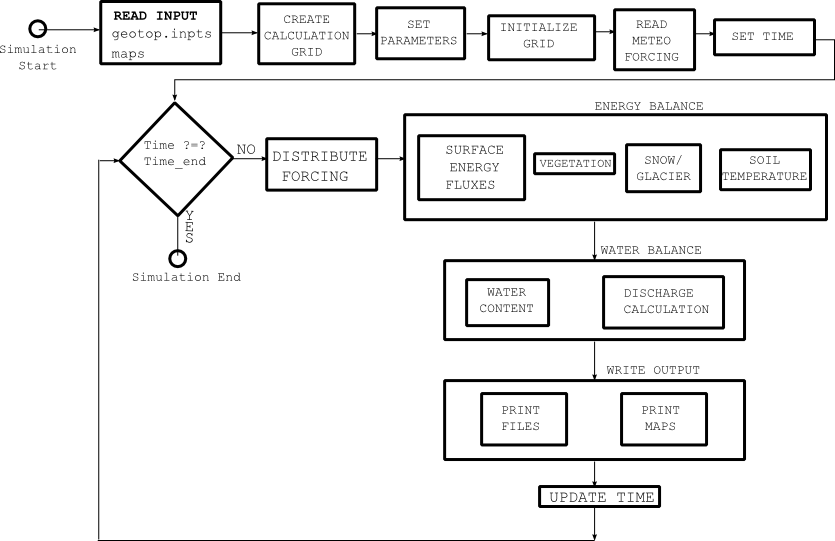 Simulation
Start
READ INPUT
geotop.inpts
maps
CREATE
CALCULATION
GRID
SET
PARAMETERS
INITIALIZE
GRID
READ
METEO
FORCING
SET TIME
Time ?=?
Time_end
NO
YES
Simulation End
DISTRIBUTE
FORCING
ENERGY BALANCE
SURFACE
ENERGY
FLUXES
VEGETATION
SNOW/
GLACIER
SOIL
TEMPERATURE
WATER BALANCE
WATER
CONTENT
DISCHARGE
CALCULATION
WRITE OUTPUT
PRINT
FILES
PRINT
MAPS
UPDATE TIME